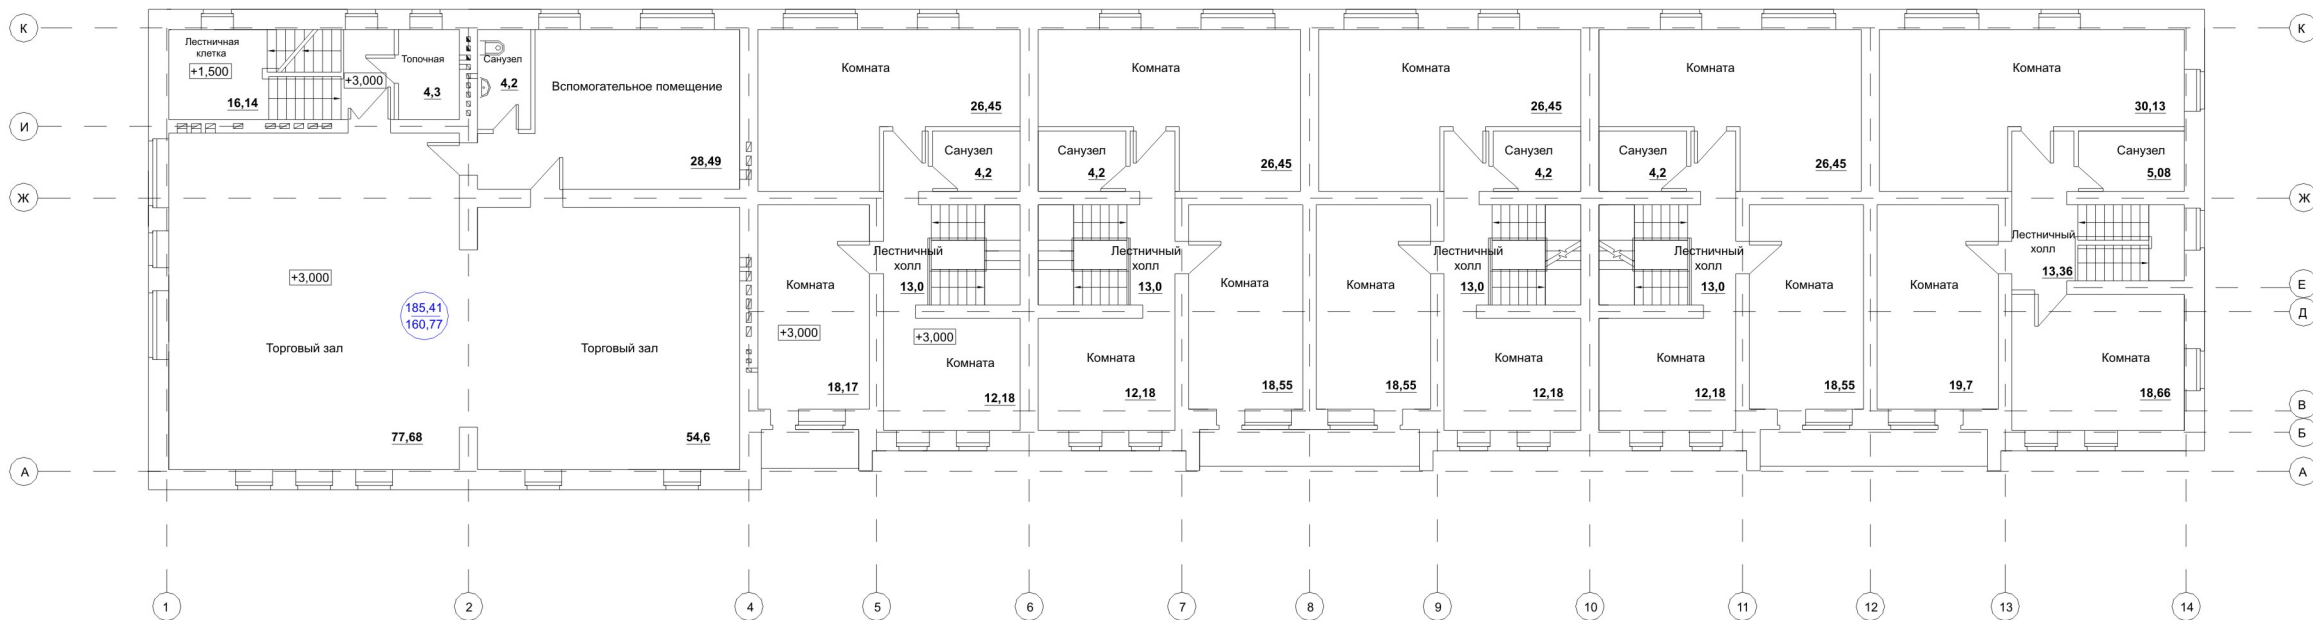 К
К
Лестничная
клетка
+1,500
16,14
+3,000
Топочная
4,3
Санузел
4,2
Вспомогательное помещение
28,49
Комната
26,45
Комната
26,45
Комната
26,45
Комната
26,45
Комната
30,13
И
И
Санузел
4,2
Санузел
4,2
Санузел
4,2
Санузел
4,2
Санузел
5,08
Ж
Ж
+3,000
185,41
160,77
Торговый зал
77,68
Торговый зал
54,6
Комната
+3,000
18,17
Лестничный
холл
13,0
Лестничный
холл
13,0
Комната
18,55
Комната
18,55
Лестничный
холл
13,0
Лестничный
холл
13,0
Комната
18,55
Комната
19,7
Лестничный
холл
13,36
Е
Д
+3,000
Комната
12,18
Комната
12,18
Комната
12,18
Комната
12,18
Комната
18,66
В
Б
А
А
1
2
4
5
6
7
8
9
10
11
12
13
14